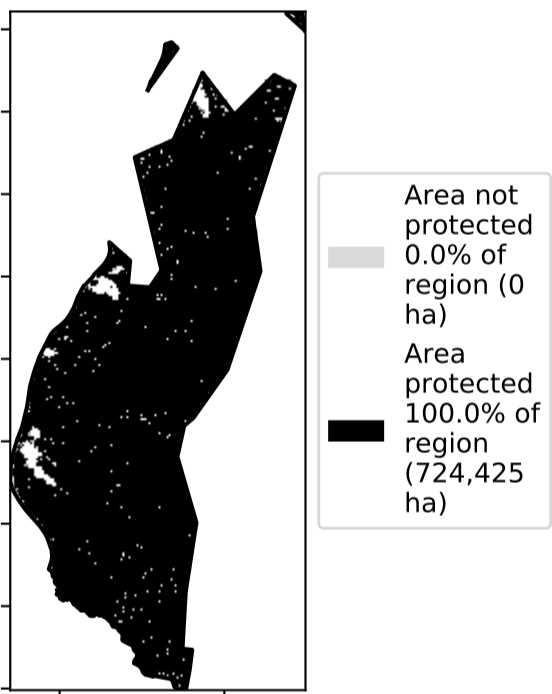 Area not
protected
0.0% of
region (0
ha)
Area
protected
100.0% of
region
(724,425
ha)